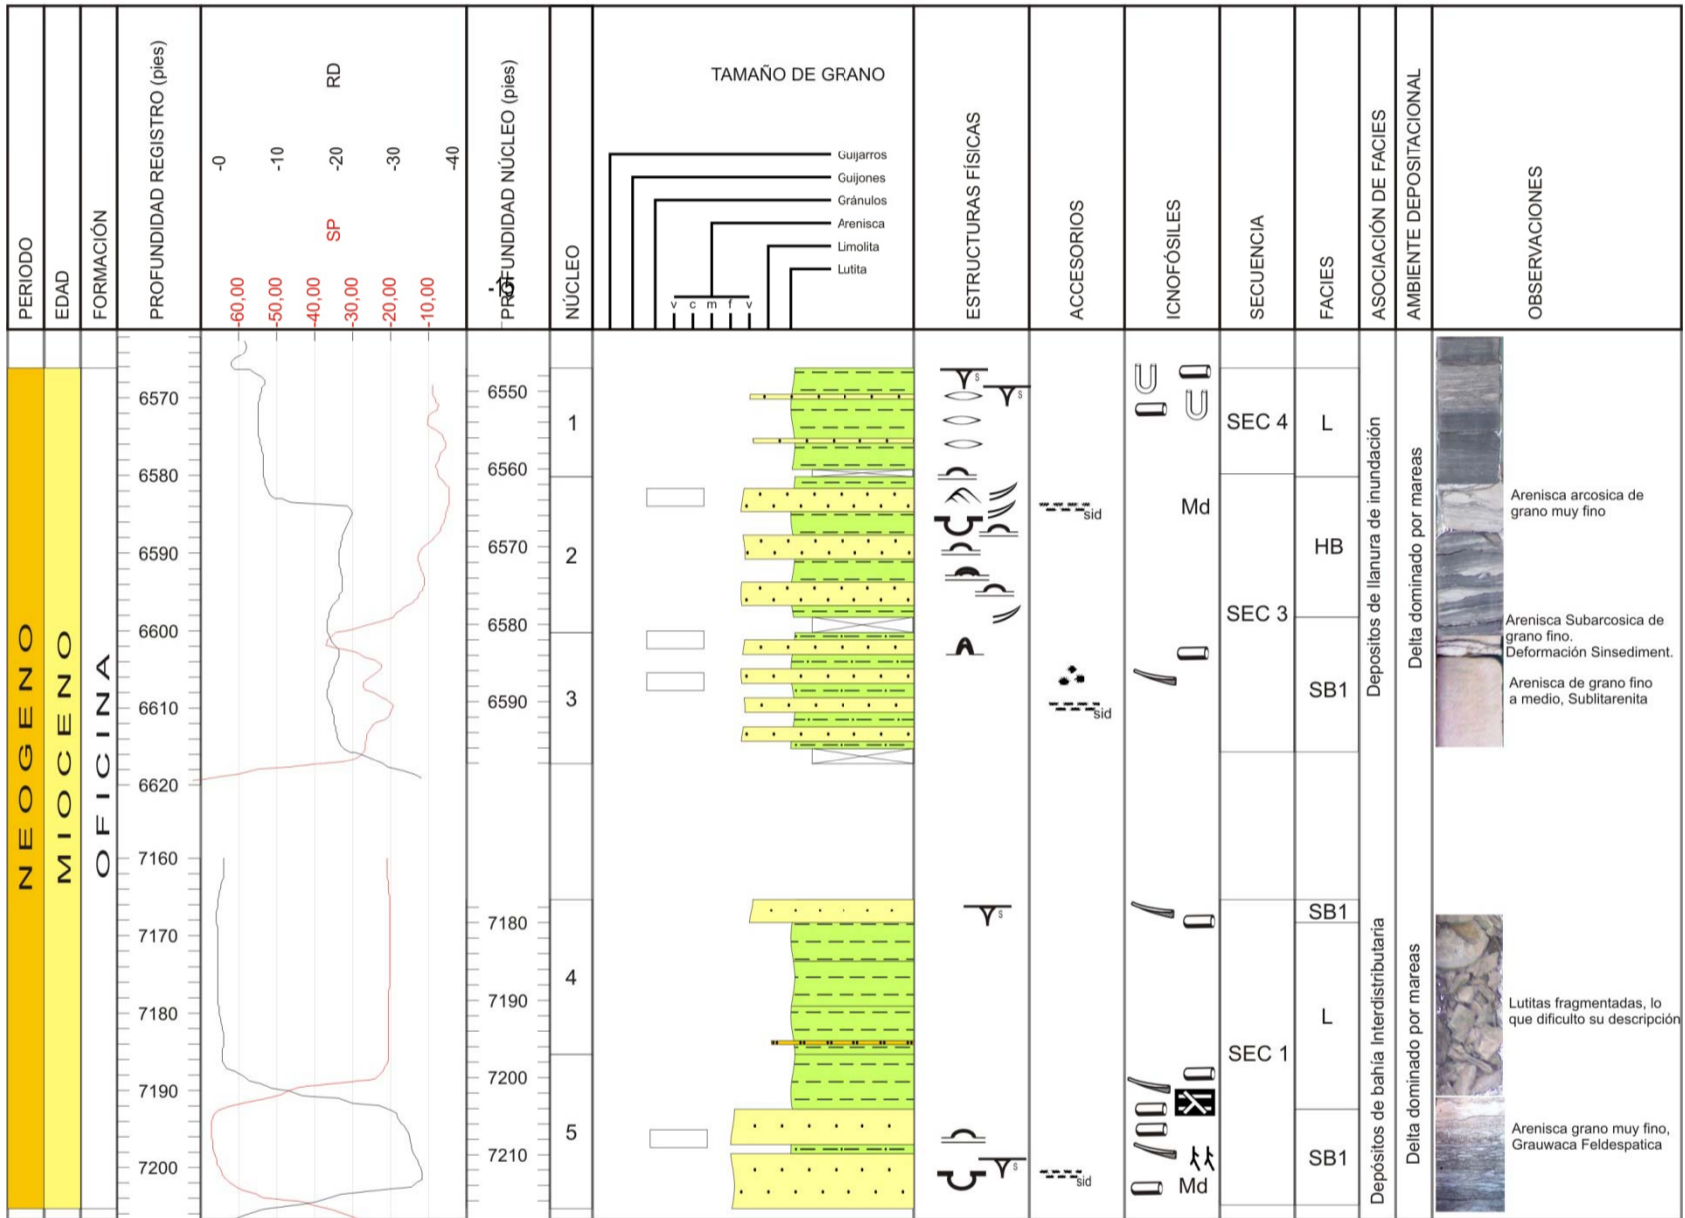 PERIODO
EDAD
FORMACIÓN
PROFUNDIDAD REGISTRO (pies)
RD
-0
-10
-20
-30
-40
SP
-60,00
-50,00
-40,00
-30,00
-20,00
-10,00
PROFUNDIDAD NÚCLEO (pies)
NÚCLEO
TAMAÑO DE GRANO
Guijarros
Guijones
Gránulos
Arenisca
Limolita
Lutita
v c m f v
ESTRUCTURAS FÍSICAS
ACCESORIOS
ICNOFÓSILES
SECUENCIA
FACIES
ASOCIACIÓN DE FACIES
AMBIENTE DEPOSITACIONAL
OBSERVACIONES
NEOGENO
MIOCENO
OFICINA
6570
6580
6590
6600
6610
6620
7160
7170
7180
7190
7200
6550
6560
6570
6580
6590
7180
7190
7200
7210
1
2
3
4
5
s
s
sid
sid
s
s
sid
Md
Md
SEC 4
SEC 3
SEC 1
L
HB
SB1
SB1
L
SB1
Depositos de llanura de inundación
Depósitos de bahía Interdistributaria
Delta dominado por mareas
Delta dominado por mareas
Arenisca arcosica de
grano muy fino
Arenisca Subarcosica de
grano fino.
Deformación Sinsediment.
Arenisca de grano fino
a medio, Sublitarenita
Lutitas fragmentadas, lo
que dificulto su descripción
Arenisca grano muy fino,
Grauwaca Feldespatica